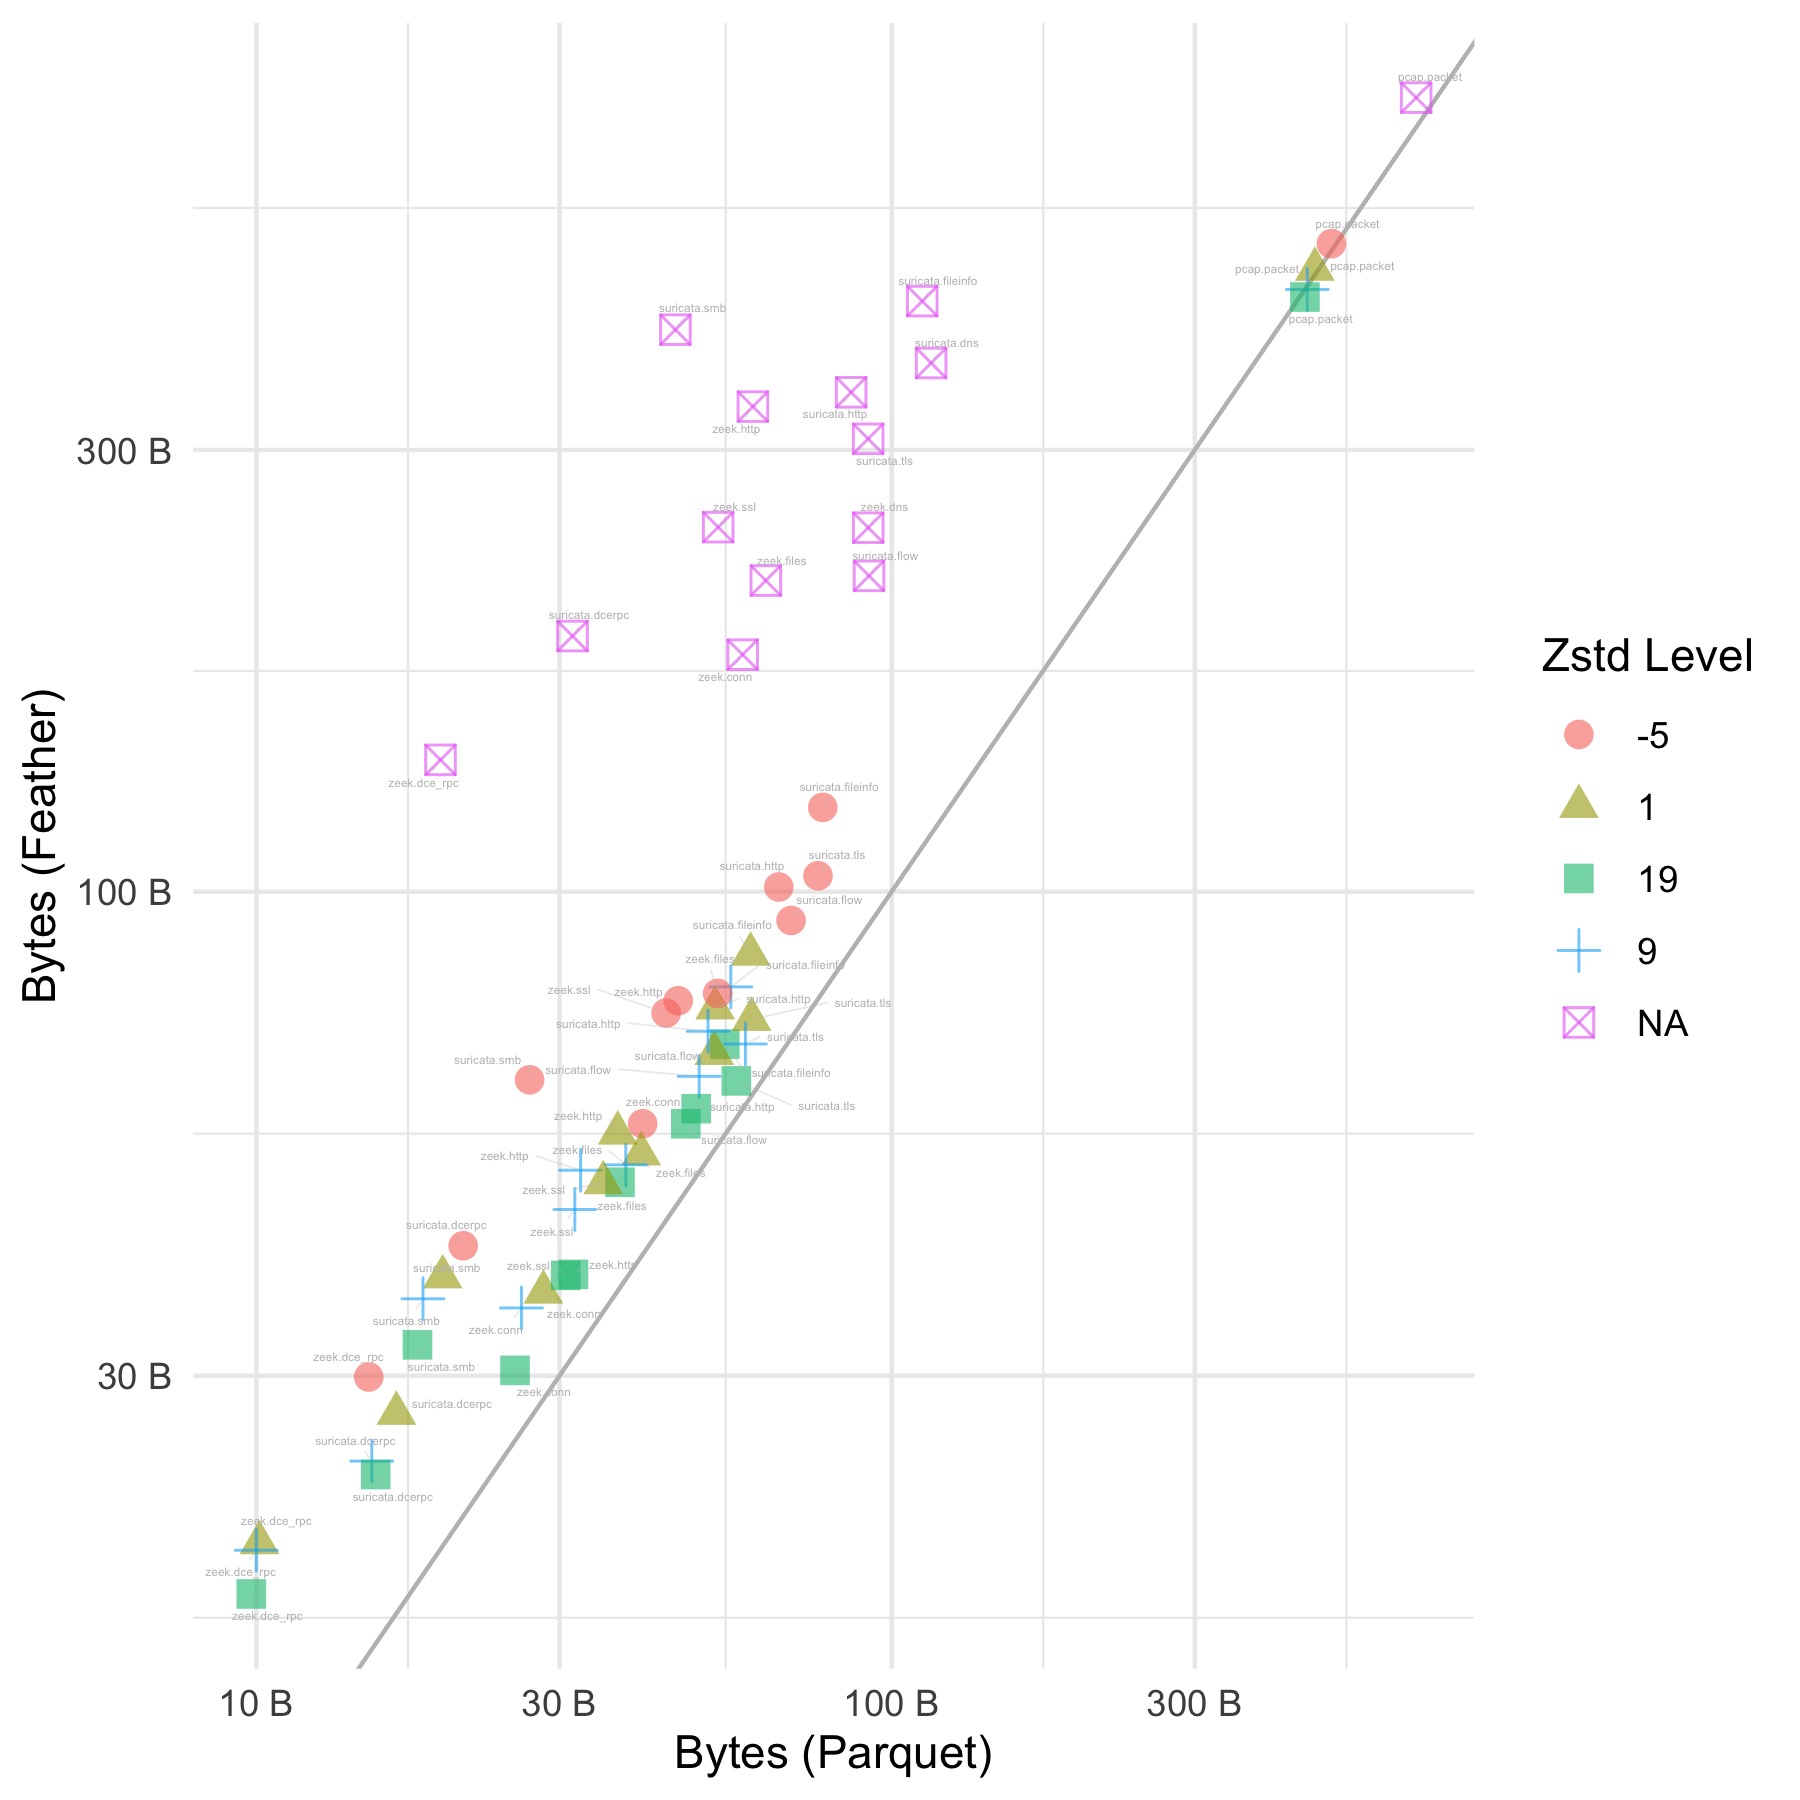 pcap.packet
pcap.packet
pcap.packet
pcap.packet
pcap.packet
suricata.fileinfo
suricata.smb
suricata.dns
suricata.http
zeek.http
suricata.tls
zeek.ssl
zeek.dns
suricata.flow
zeek.files
suricata.dcerpc
zeek.conn
zeek.dce_rpc
suricata.fileinfo
suricata.tls
suricata.http
suricata.flow
suricata.fileinfo
zeek.files
suricata.fileinfo
zeek.ssl
zeek.http
suricata.http
suricata.tls
suricata.http
suricata.tls
suricata.flow
suricata.smb
suricata.flow
suricata.fileinfo
zeek.conn
suricata.http
suricata.tls
zeek.http
suricata.flow
zeek.files
zeek.http
zeek.files
zeek.ssl
zeek.files
suricata.dcerpc
zeek.ssl
zeek.ssl
zeek.http
suricata.smb
zeek.conn
suricata.smb
zeek.conn
zeek.dce_rpc
suricata.smb
zeek.conn
suricata.dcerpc
suricata.dcerpc
suricata.dcerpc
zeek.dce_rpc
zeek.dce_rpc
zeek.dce_rpc
300 B
100 B
30 B
Bytes (Feather)
10 B
30 B
100 B
300 B
Bytes (Parquet)
Zstd Level
-5
1
19
9
NA